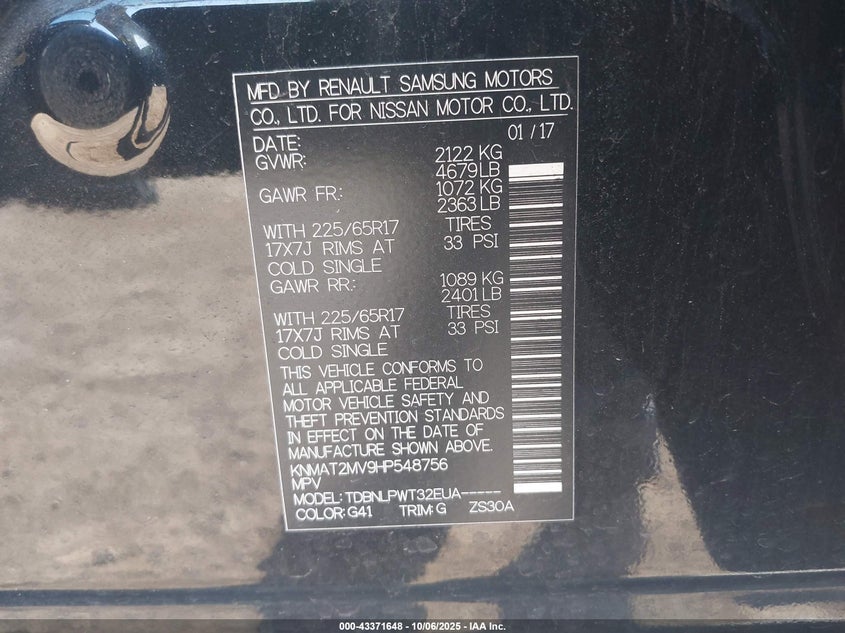 MFD BY RENAULT SAMSUNG MOTORS
CO., LTD. FOR NISSAN MOTOR CO., LTD.
DATE: 01 / 17
GVWR: 2122 KG
4679 LB
GAWR FR: 1072 KG
2363 LB
WITH 225/65R17 TIRES
17X7J RIMS AT 33 PSI
COLD SINGLE
GAWR RR: 1089 KG
2401 LB
WITH 225/65R17 TIRES
17X7J RIMS AT 33 PSI
COLD SINGLE
THIS VEHICLE CONFORMS TO
ALL APPLICABLE FEDERAL
MOTOR VEHICLE SAFETY AND
THEFT PREVENTION STANDARDS
IN EFFECT ON THE DATE OF
MANUFACTURE SHOWN ABOVE.
KNMAT2MV9HP548756
MPV
MODEL: TDBNLPWT32EUA-----
COLOR: G41 TRIM: G ZS30A
000-43371648 - 10/06/2025 - IAA Inc.